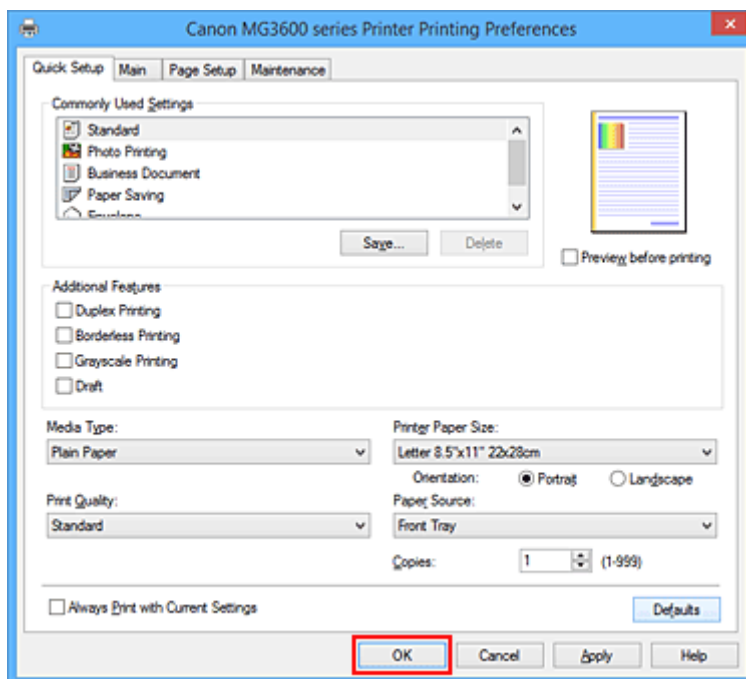 Canon MG3600 series Printer Printing Preferences
Quick Setup Main Page Setup Maintenance
Commonly Used Settings
Standard
Photo Printing
Business Document
Paper Saving
Envelope
Save... Delete
Preview before printing
Additional Features
Duplex Printing
Borderless Printing
Grayscale Printing
Draft
Media Type: Printer Paper Size:
Plain Paper Letter 8.5"x11" 22x28cm
Orientation: Portrait Landscape
Print Quality: Paper Source:
Standard Front Tray
Copies: 1 (1-999)
Always Print with Current Settings Defaults
OK Cancel Apply Help